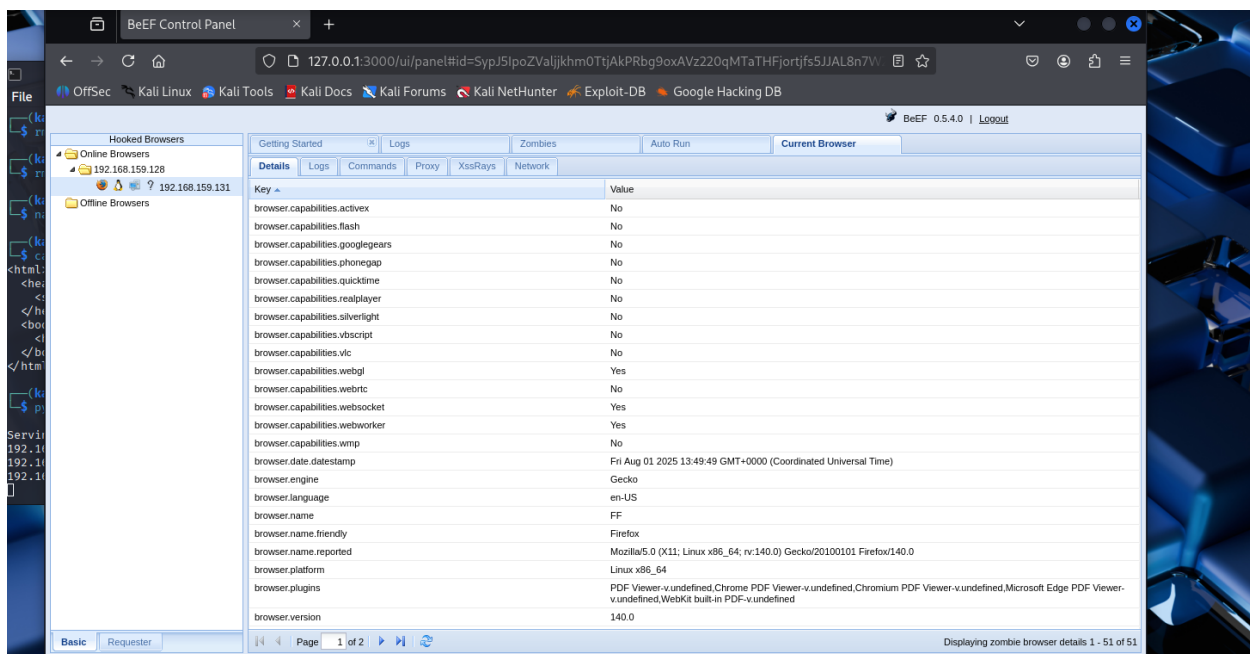 BeEF Control Panel
127.0.0.1:3000/ui/panel#id=SypJ5IpoZValjjkhm0TtjAkPRbg9oxAVz220qMTaTHFjortjfs5JJAL8n7W
OffSec Kali Linux Kali Tools Kali Docs Kali Forums Kali NetHunter Exploit-DB Google Hacking DB
BeEF 0.5.4.0 | Logout
File
Hooked Browsers
Online Browsers
192.168.159.128
? 192.168.159.131
Offline Browsers
Getting Started Logs Zombies Auto Run Current Browser
Details Logs Commands Proxy XssRays Network
Key Value
browser.capabilities.activex No
browser.capabilities.flash No
browser.capabilities.googlegears No
browser.capabilities.phonegap No
browser.capabilities.quicktime No
browser.capabilities.realplayer No
browser.capabilities.silverlight No
browser.capabilities.vbscript No
browser.capabilities.vlc No
browser.capabilities.webgl Yes
browser.capabilities.webrtc No
browser.capabilities.websocket Yes
browser.capabilities.webworker Yes
browser.capabilities.wmp No
browser.date.datestamp Fri Aug 01 2025 13:49:49 GMT+0000 (Coordinated Universal Time)
browser.engine Gecko
browser.language en-US
browser.name FF
browser.name.friendly Firefox
browser.name.reported Mozilla/5.0 (X11; Linux x86_64; rv:140.0) Gecko/20100101 Firefox/140.0
browser.platform Linux x86_64
browser.plugins PDF Viewer-v.undefined,Chrome PDF Viewer-v.undefined,Chromium PDF Viewer-v.undefined,Microsoft Edge PDF Viewer-
v.undefined,WebKit built-in PDF-v.undefined
browser.version 140.0
Basic Requester
Page 1 of 2
Displaying zombie browser details 1 - 51 of 51